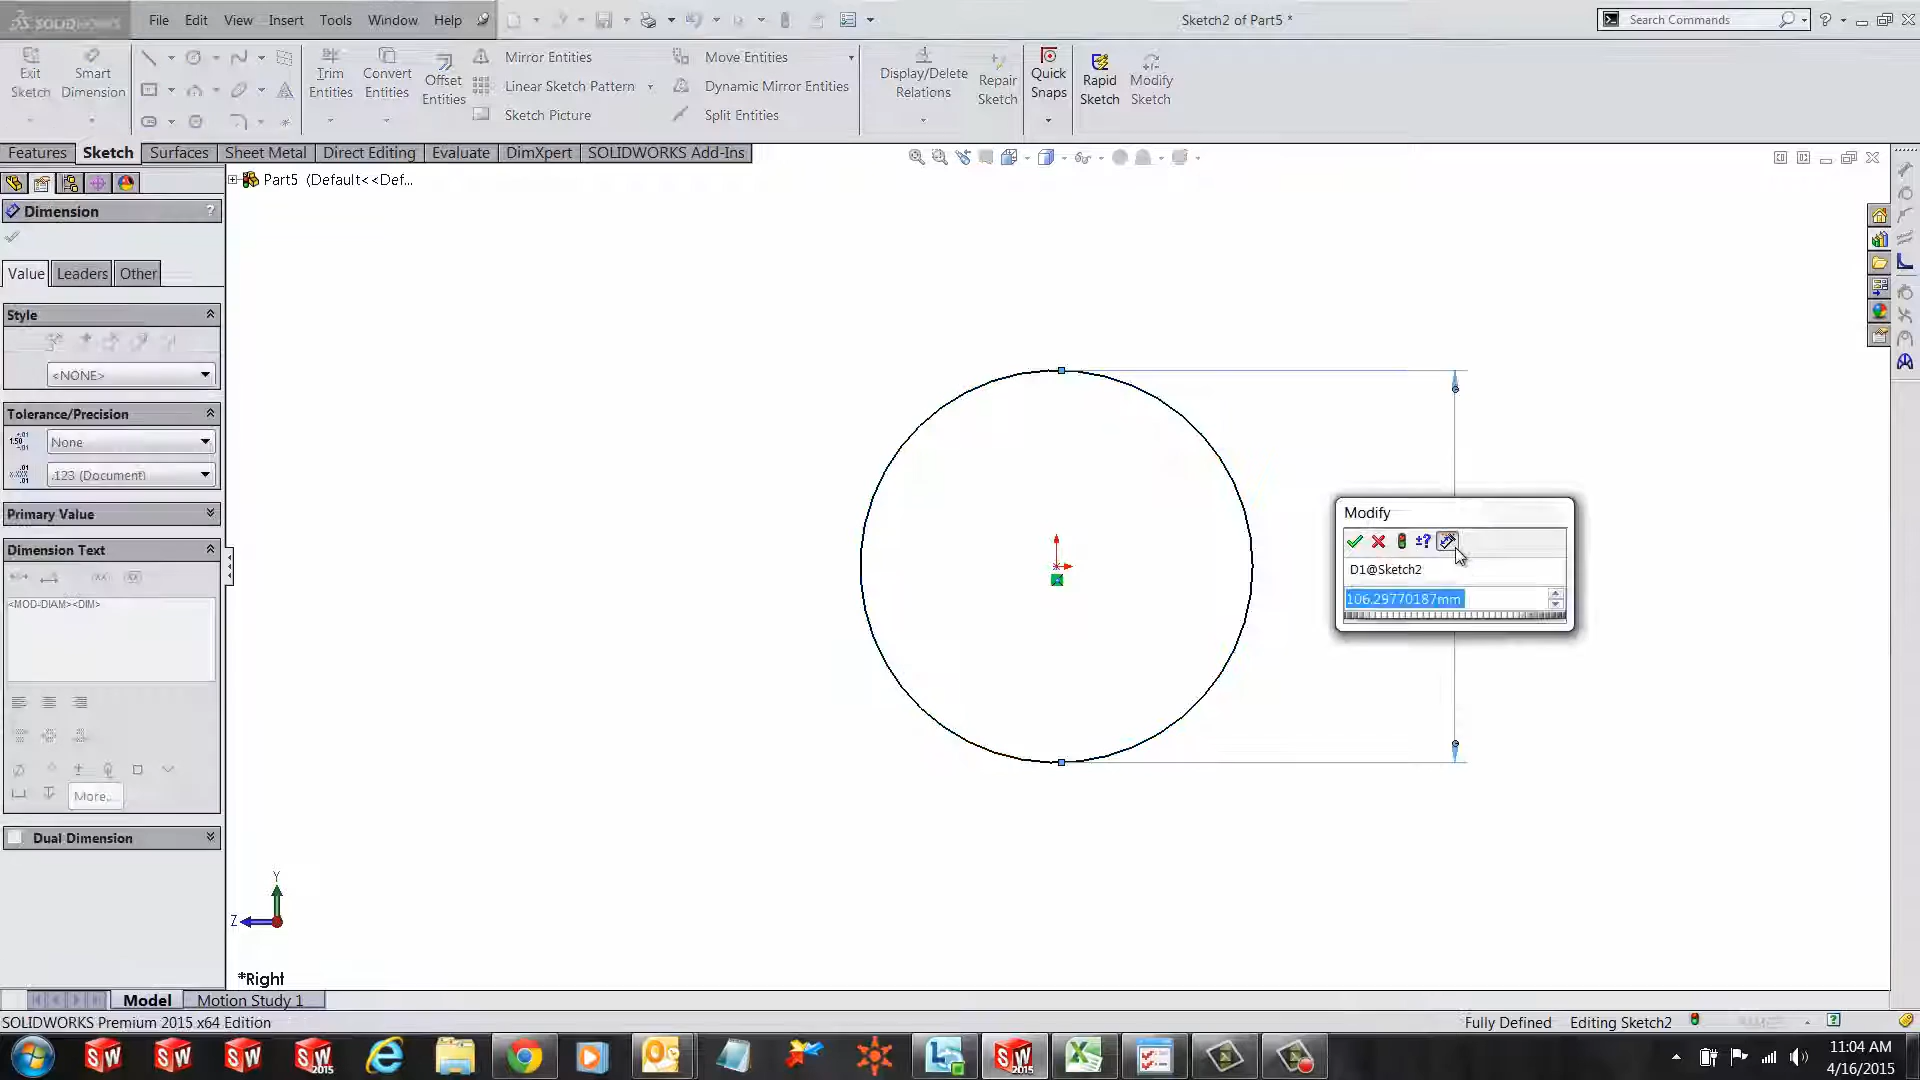 SOLIDWORKS File Edit View Insert Tools Window Help Sketch2 of Part5 * Search Commands
Exit Sketch
Smart Dimension
Trim Entities
Convert Entities
Offset Entities
Mirror Entities
Linear Sketch Pattern
Sketch Picture
Move Entities
Dynamic Mirror Entities
Split Entities
Display/Delete Relations
Repair Sketch
Quick Snaps
Rapid Sketch
Modify Sketch
Features Sketch Surfaces Sheet Metal Direct Editing Evaluate DimXpert SOLIDWORKS Add-Ins
Part5 (Default<<Def...
Dimension ?
Value Leaders Other
Style
<NONE>
Tolerance/Precision
None
.123 (Document)
Primary Value
Dimension Text
<MOD-DIAM><DIM>
More...
Dual Dimension
Modify
D1@Sketch2
106.29770187mm
Y
Z
*Right
Model Motion Study 1
SOLIDWORKS Premium 2015 x64 Edition Fully Defined Editing Sketch2
11:04 AM
4/16/2015